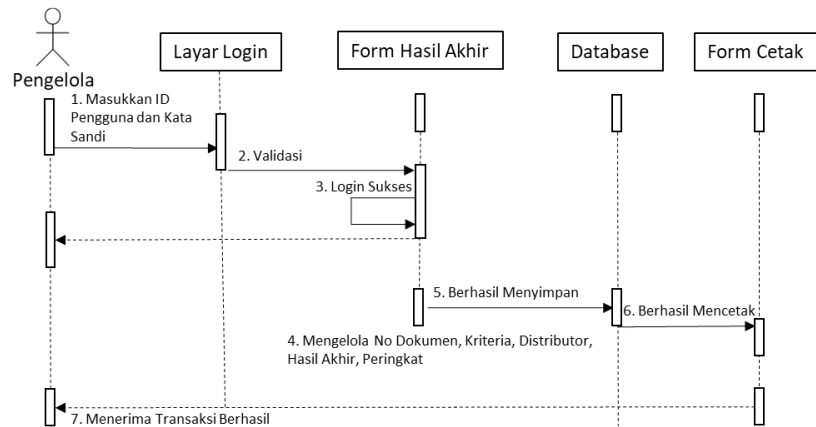 Pengelola
Layar Login
Form Hasil Akhir
Database
Form Cetak
1. Masukkan ID
Pengguna dan Kata
Sandi
2. Validasi
3. Login Sukses
5. Berhasil Menyimpan
6. Berhasil Mencetak
4. Mengelola No Dokumen, Kriteria, Distributor,
Hasil Akhir, Peringkat
7. Menerima Transaksi Berhasil